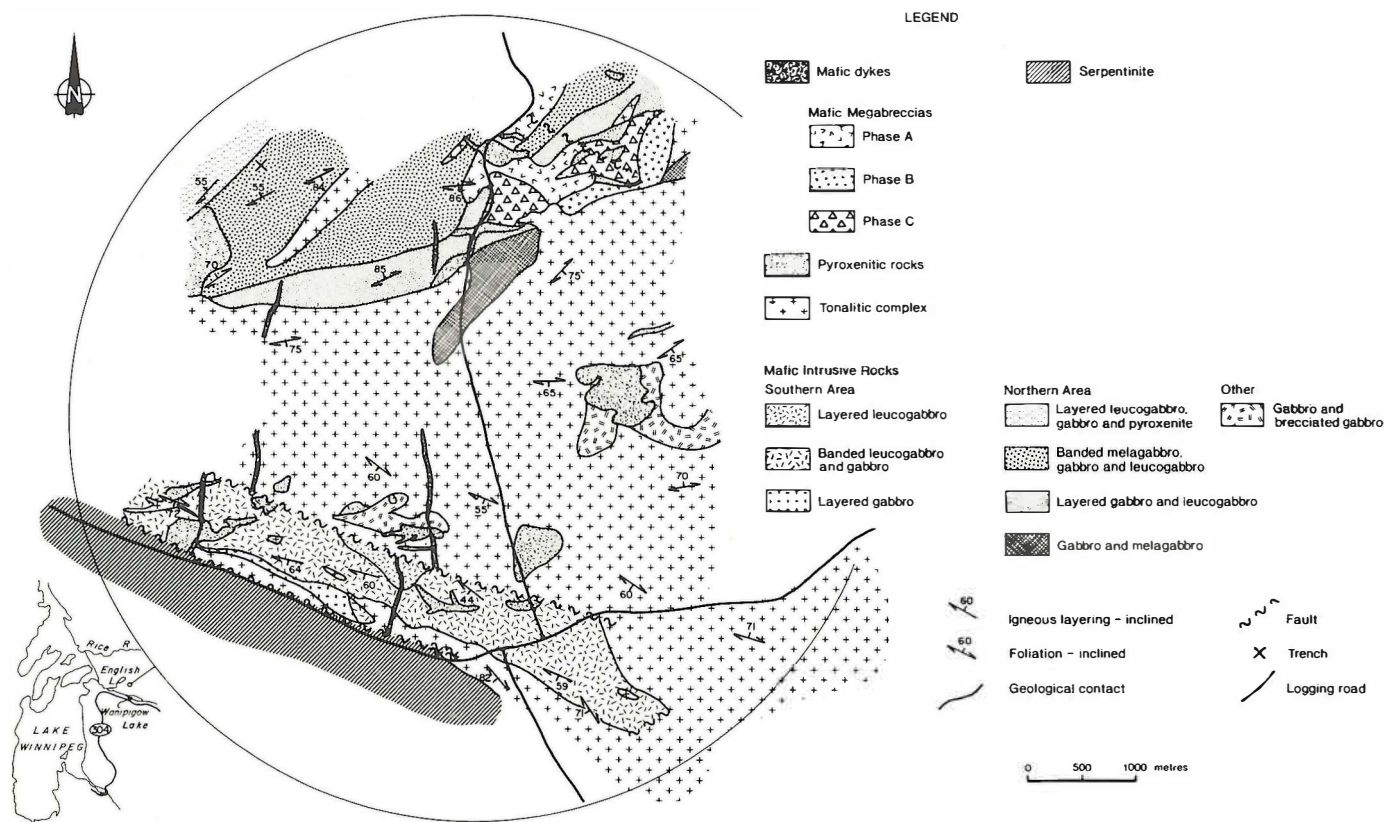 LEGEND
N
Mafic dykes
Serpentinite
Mafic Megabreccias
Phase A
Phase B
Phase C
Pyroxenitic rocks
Tonalitic complex
Mafic Intrusive Rocks
Southern Area
Layered leucogabbro
Banded leucogabbro
and gabbro
Layered gabbro
Northern Area
Layered leucogabbro,
gabbro and pyroxenite
Banded melagabbro,
gabbro and leucogabbro
Layered gabbro and leucogabbro
Gabbro and melagabbro
Other
Gabbro and
brecciated gabbro
60
Igneous layering - inclined
60
Foliation - inclined
Geological contact
Fault
Trench
Logging road
0 500 1000 metres
55
55
84
86
70
85
75
75
65
65
60
55
70
64
60
44
60
71
82
59
71
Rice R.
English
L.
Wanipigow
Lake
304
LAKE
WINNIPEG